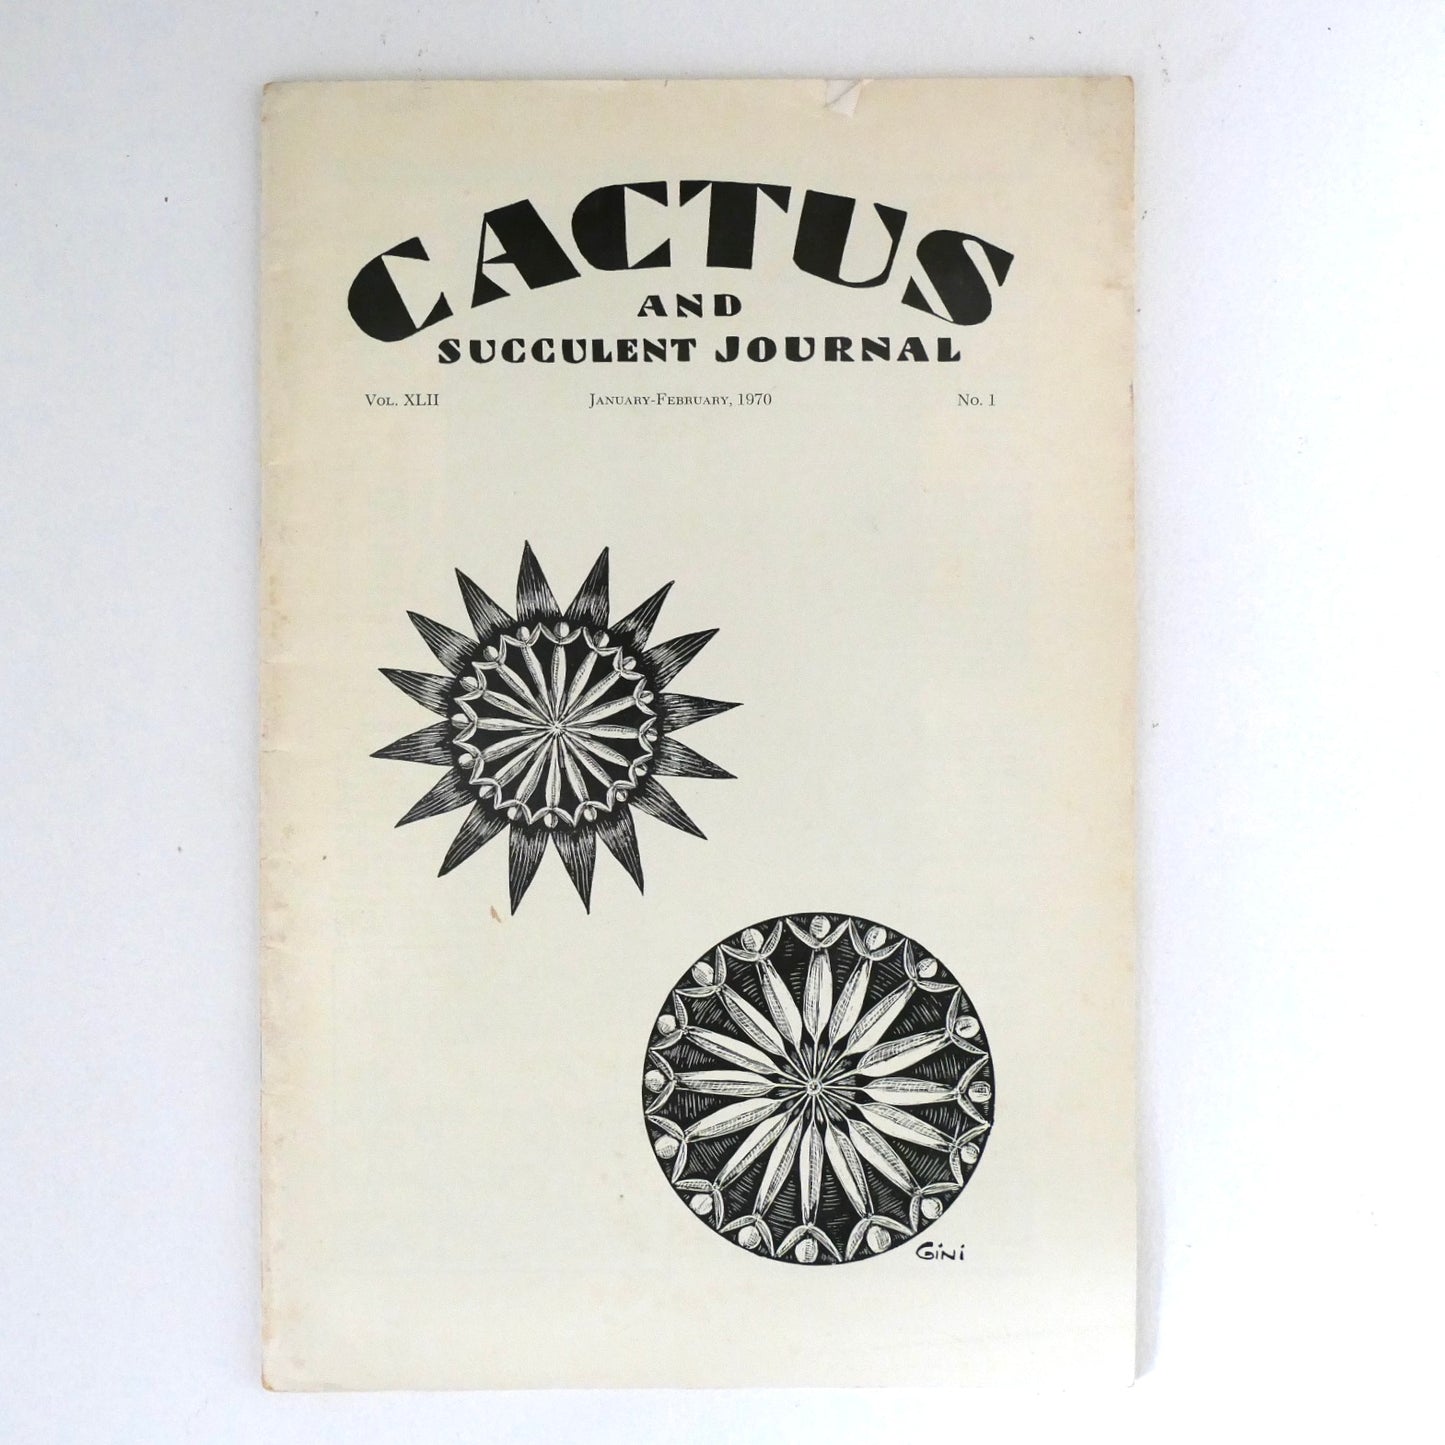 CACTUS
AND
SUCCULENT JOURNAL
Vol. XLII January-February, 1970 No. 1
Gini